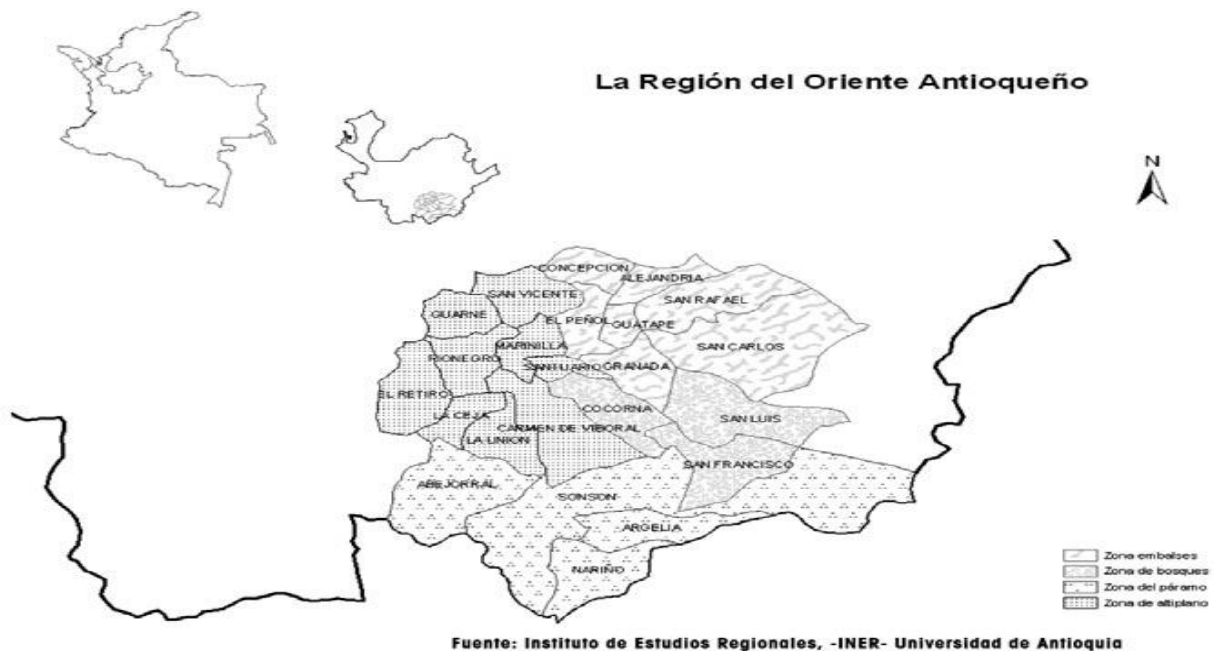 La Región del Oriente Antioqueño
N
CONCEPCION
ALEJANDRIA
SAN VICENTE
SAN RAFAEL
GUARNE
EL PEÑOL
GUATAPE
MARINILLA
SAN CARLOS
RIONEGRO
SANTUARIO
GRANADA
EL RETIRO
LA CEJA
COCORNA
SAN LUIS
CARMEN DE VIBORAL
LA UNION
SAN FRANCISCO
ABEJORRAL
SONSON
ARGELIA
NARIÑO
Zona embalses
Zona de bosques
Zona del páramo
Zona de altiplano
Fuente: Instituto de Estudios Regionales, -INER- Universidad de Antioquia